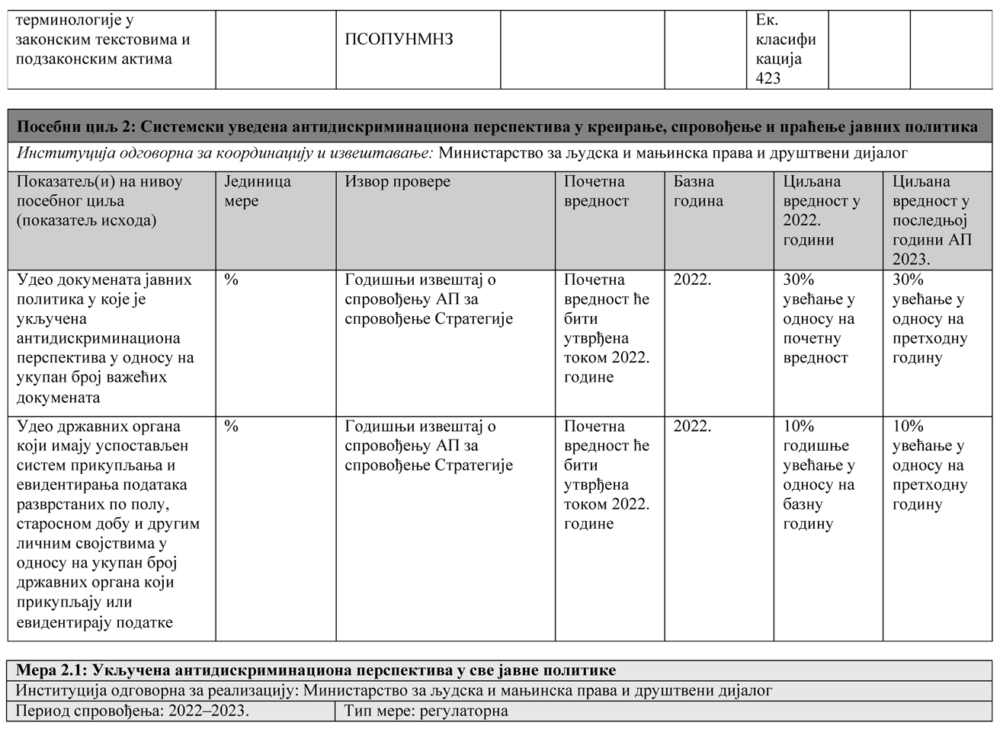 терминологије у
законским текстовима и
подзаконским актима
ПСОПУНМНЗ
Ек.
класифи
кација
423
Посебни циљ 2: Системски уведена антидискриминациона перспектива у креирање, спровођење и праћење јавних политика
Институција одговорна за координацију и извештавање: Министарство за људска и мањинска права и друштвени дијалог
Показатељ(и) на нивоу
посебног циља
(показатељ исхода)
Јединица
мере
Извор провере
Почетна
вредност
Базна
година
Циљана
вредност у
2022.
години
Циљана
вредност у
последњој
години АП
2023.
Удео докумената јавних
политика у које је
укључена
антидискриминациона
перспектива у односу на
укупан број важећих
докумената
%
Годишњи извештај о
спровођењу АП за
спровођење Стратегије
Почетна
вредност ће
бити
утврђена
током 2022.
године
2022.
30%
увећање у
односу на
почетну
вредност
30%
увећање у
односу на
претходну
годину
Удео државних органа
који имају успостављен
систем прикупљања и
евидентирања података
разврстаних по полу,
старосном добу и другим
личним својствима у
односу на укупан број
државних органа који
прикупљају или
евидентирају податке
%
Годишњи извештај о
спровођењу АП за
спровођење Стратегије
Почетна
вредност ће
бити
утврђена
током 2022.
године
2022.
10%
годишње
увећање у
односу на
базну
годину
10%
увећање у
односу на
претходну
годину
Мера 2.1: Укључена антидискриминациона перспектива у све јавне политике
Институција одговорна за реализацију: Министарство за људска и мањинска права и друштвени дијалог
Период спровођења: 2022–2023.
Тип мере: регулаторна